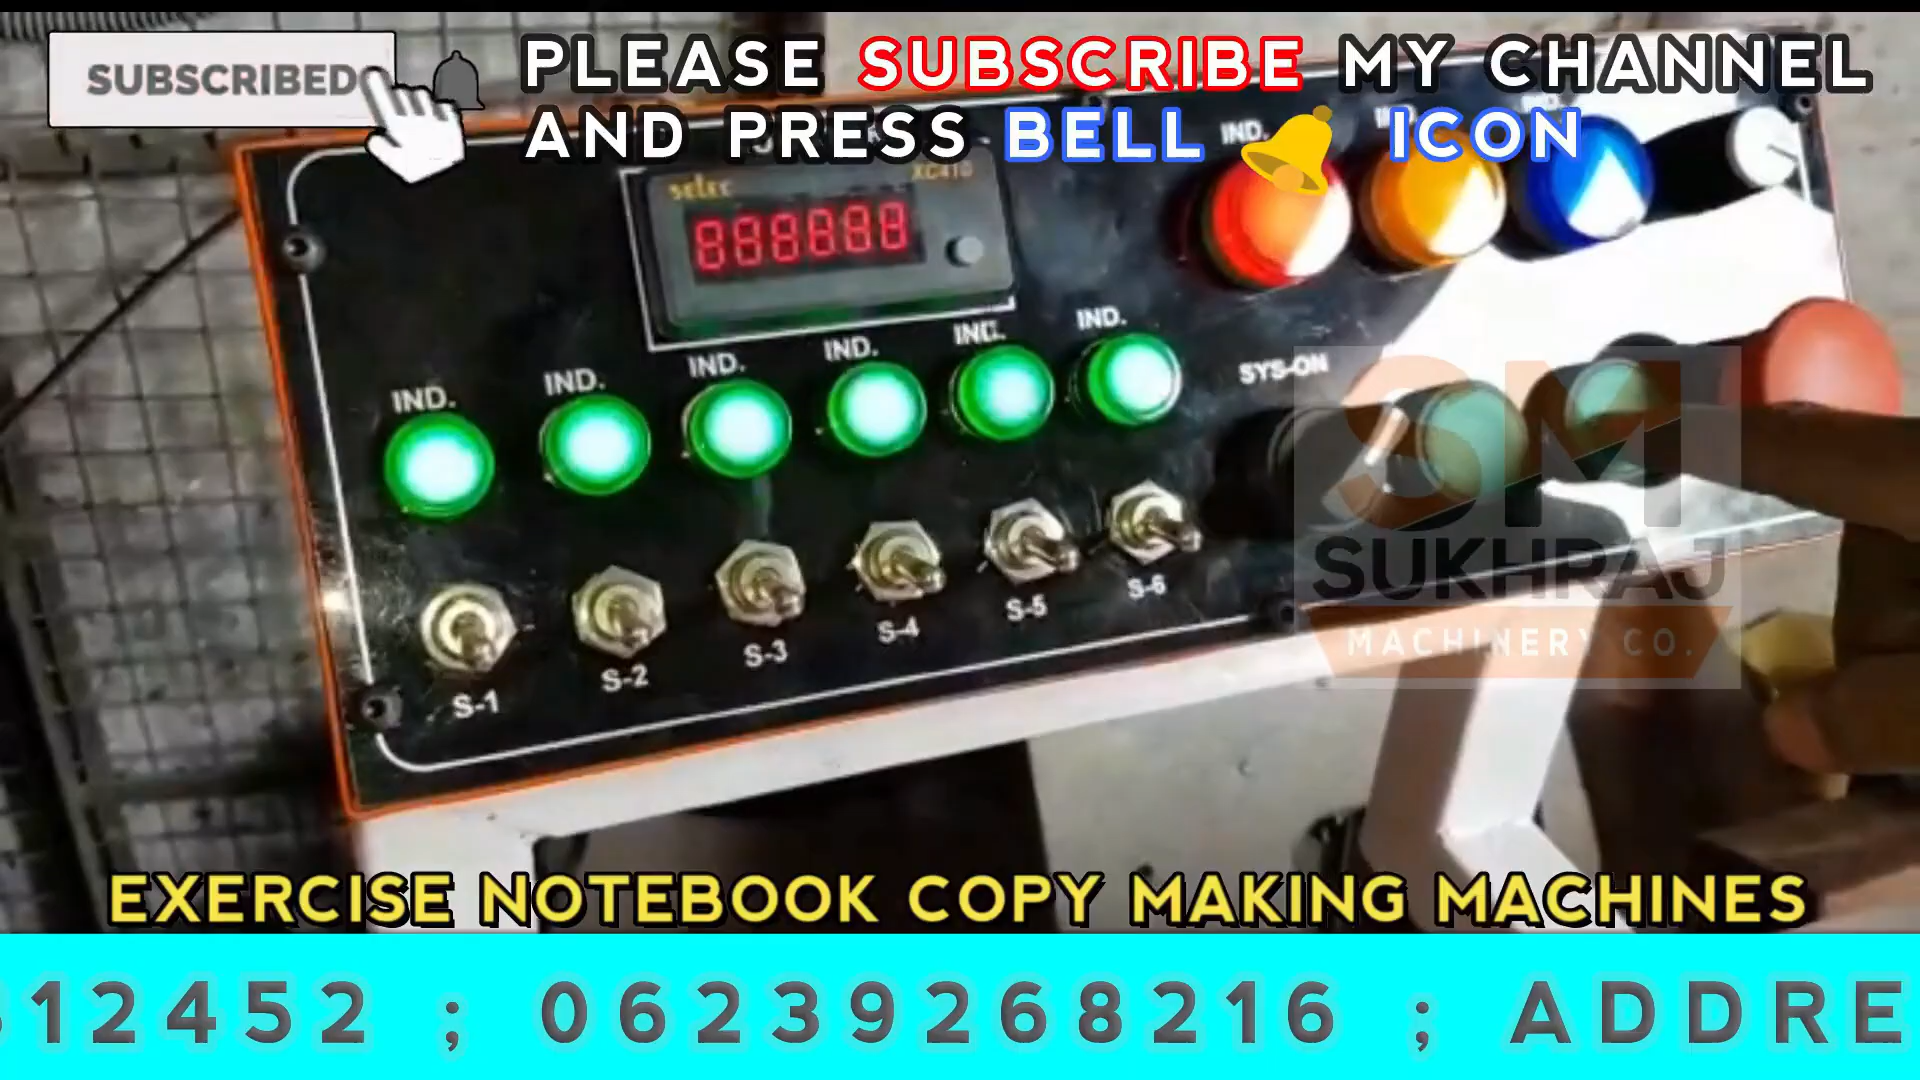 SUBSCRIBED
PLEASE SUBSCRIBE MY CHANNEL
AND PRESS BELL ICON
IND.
selec
XC410
888888
IND.
IND.
IND.
IND.
IND.
IND.
SYS-ON
S-1
S-2
S-3
S-4
S-5
S-6
SM
SUKHRAJ
MACHINERY CO.
EXERCISE NOTEBOOK COPY MAKING MACHINES
12452 ; 06239268216 ; ADDRE